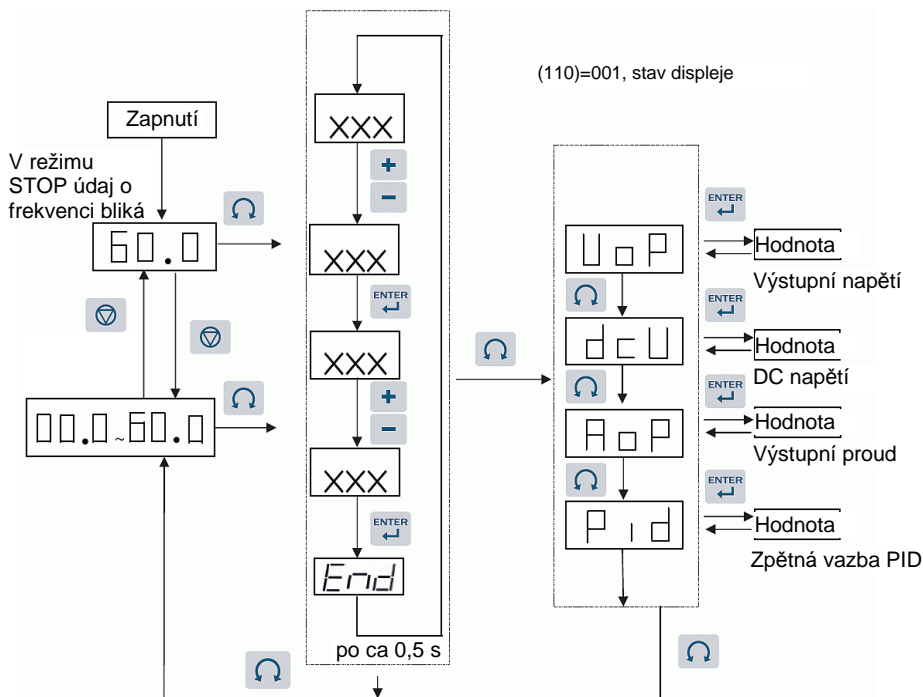 (110)=001, stav displeje
Zapnutí
V režimu
STOP údaj o
frekvenci bliká
60.0
00.0 ~ 60.0
XXX
+
-
XXX
ENTER
XXX
+
-
XXX
ENTER
End
po ca 0,5 s
UoP
ENTER
Hodnota
Výstupní napětí
dcU
ENTER
Hodnota
DC napětí
AoP
ENTER
Hodnota
Výstupní proud
Pid
ENTER
Hodnota
Zpětná vazba PID